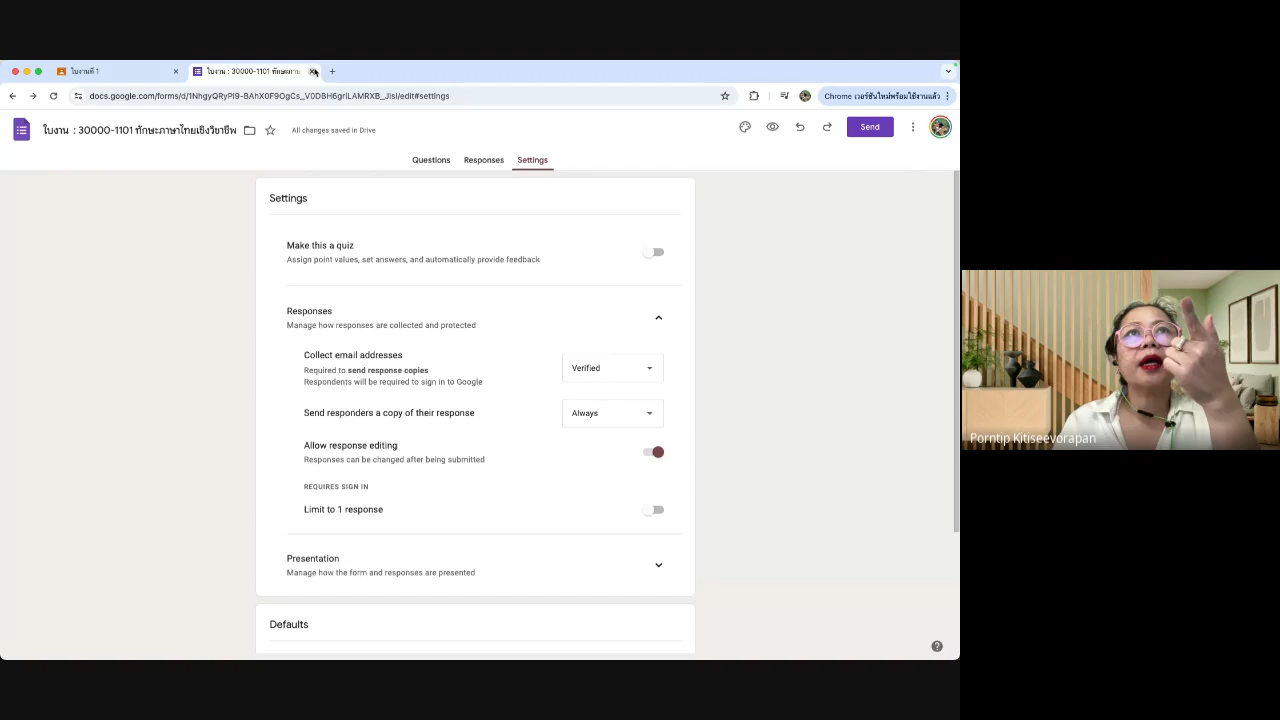 ใบงานที่ 1
ใบงาน : 30000-1101 ทักษะภาษ
docs.google.com/forms/d/1NhgyQRyPl9-BAhX0F9OgCs_V0DBH6grlLAMRXB_JlsI/edit#settings
Chrome เวอร์ชันใหม่พร้อมใช้งานแล้ว
ใบงาน : 30000-1101 ทักษะภาษาไทยเชิงวิชาชีพ
All changes saved in Drive
Send
Questions
Responses
Settings
Settings
Make this a quiz
Assign point values, set answers, and automatically provide feedback
Responses
Manage how responses are collected and protected
Collect email addresses
Required to send response copies
Respondents will be required to sign in to Google
Verified
Send responders a copy of their response
Always
Allow response editing
Responses can be changed after being submitted
REQUIRES SIGN IN
Limit to 1 response
Presentation
Manage how the form and responses are presented
Defaults
Porntip Kitiseevorapan